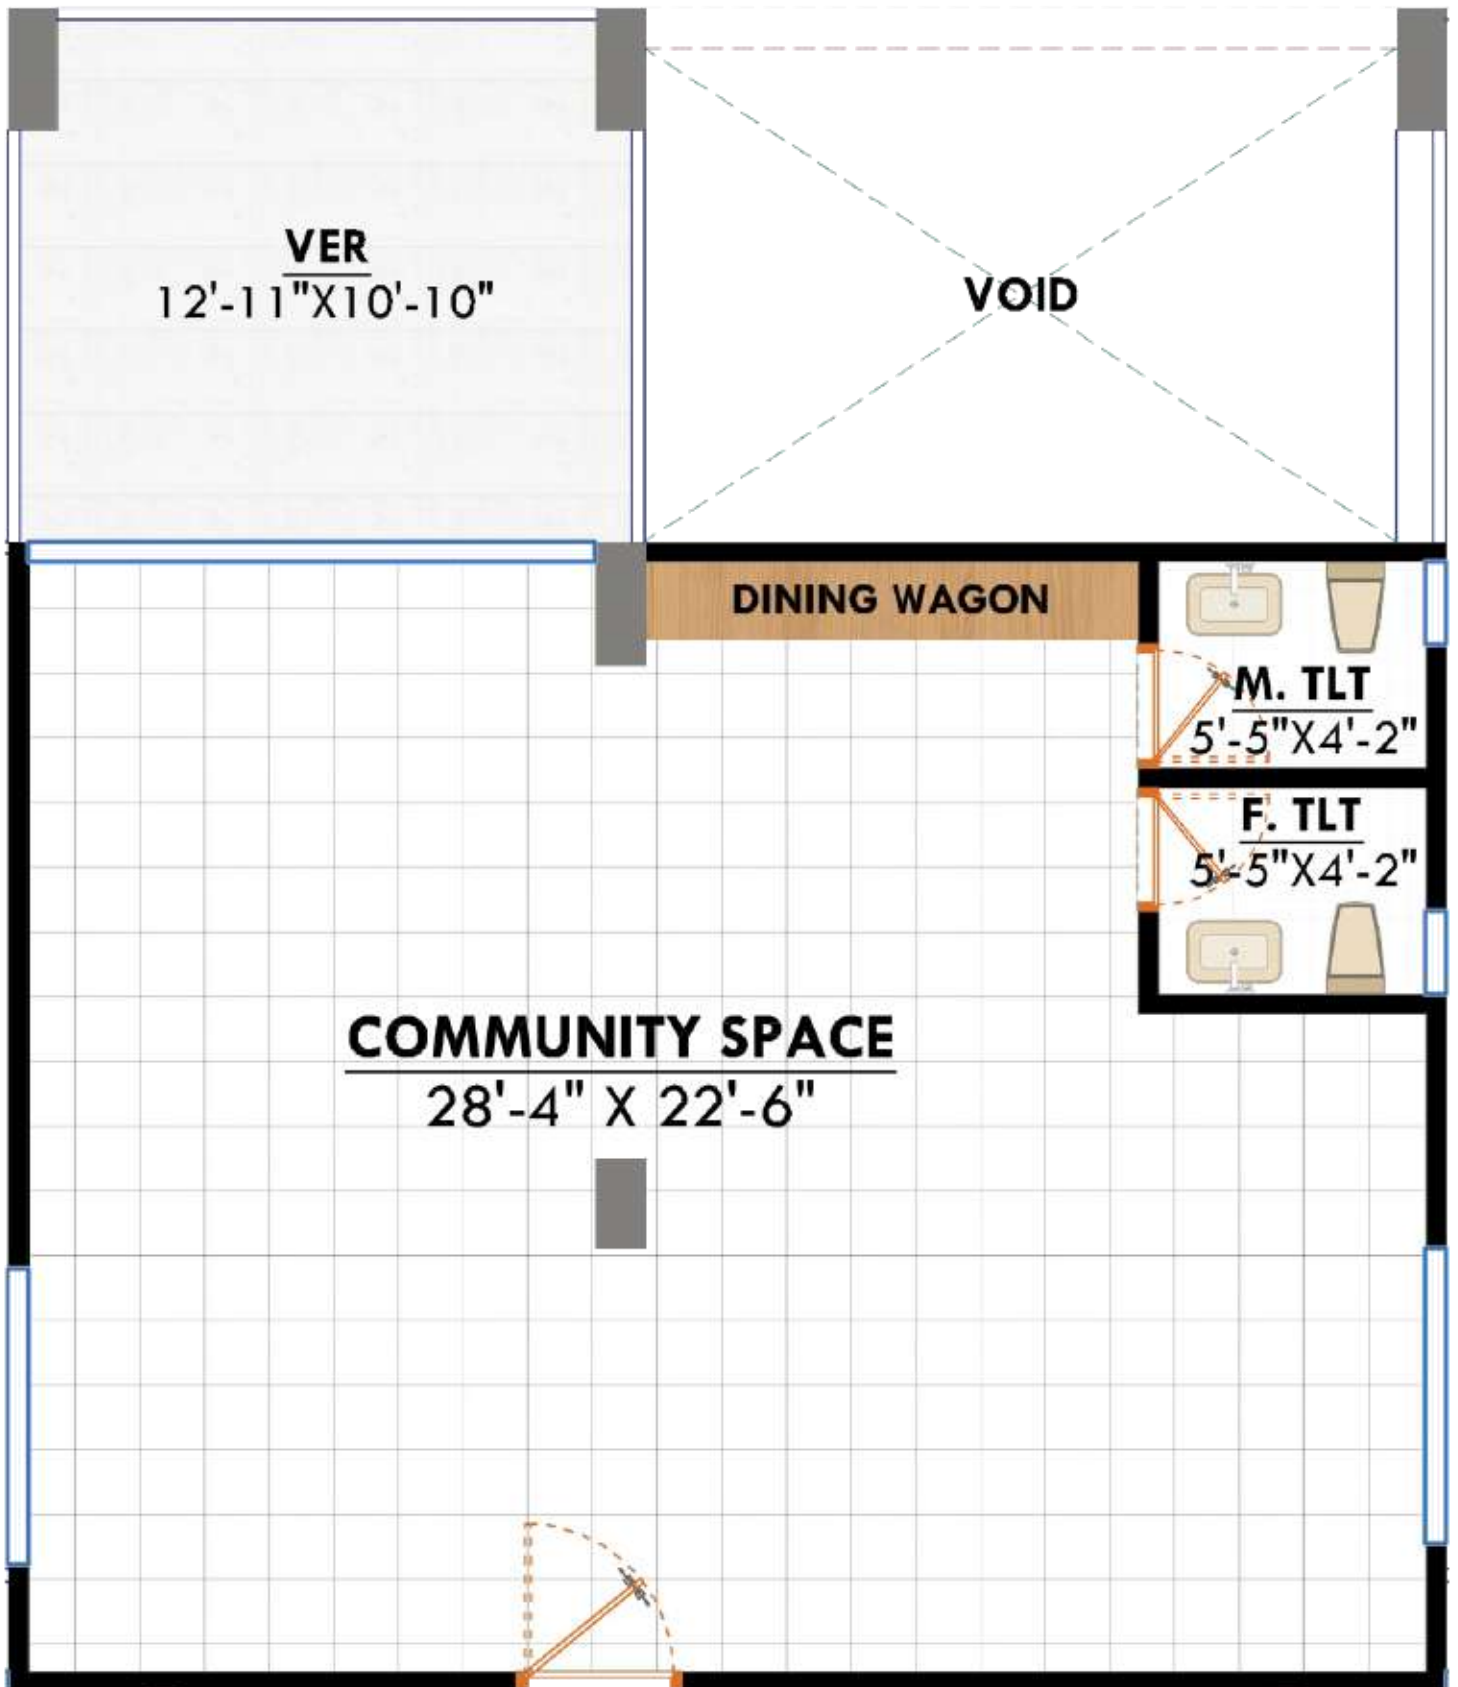 VER
12'-11"X10'-10"
VOID
DINING WAGON
M. TLT
5'-5"X4'-2"
F. TLT
5'-5"X4'-2"
COMMUNITY SPACE
28'-4" X 22'-6"